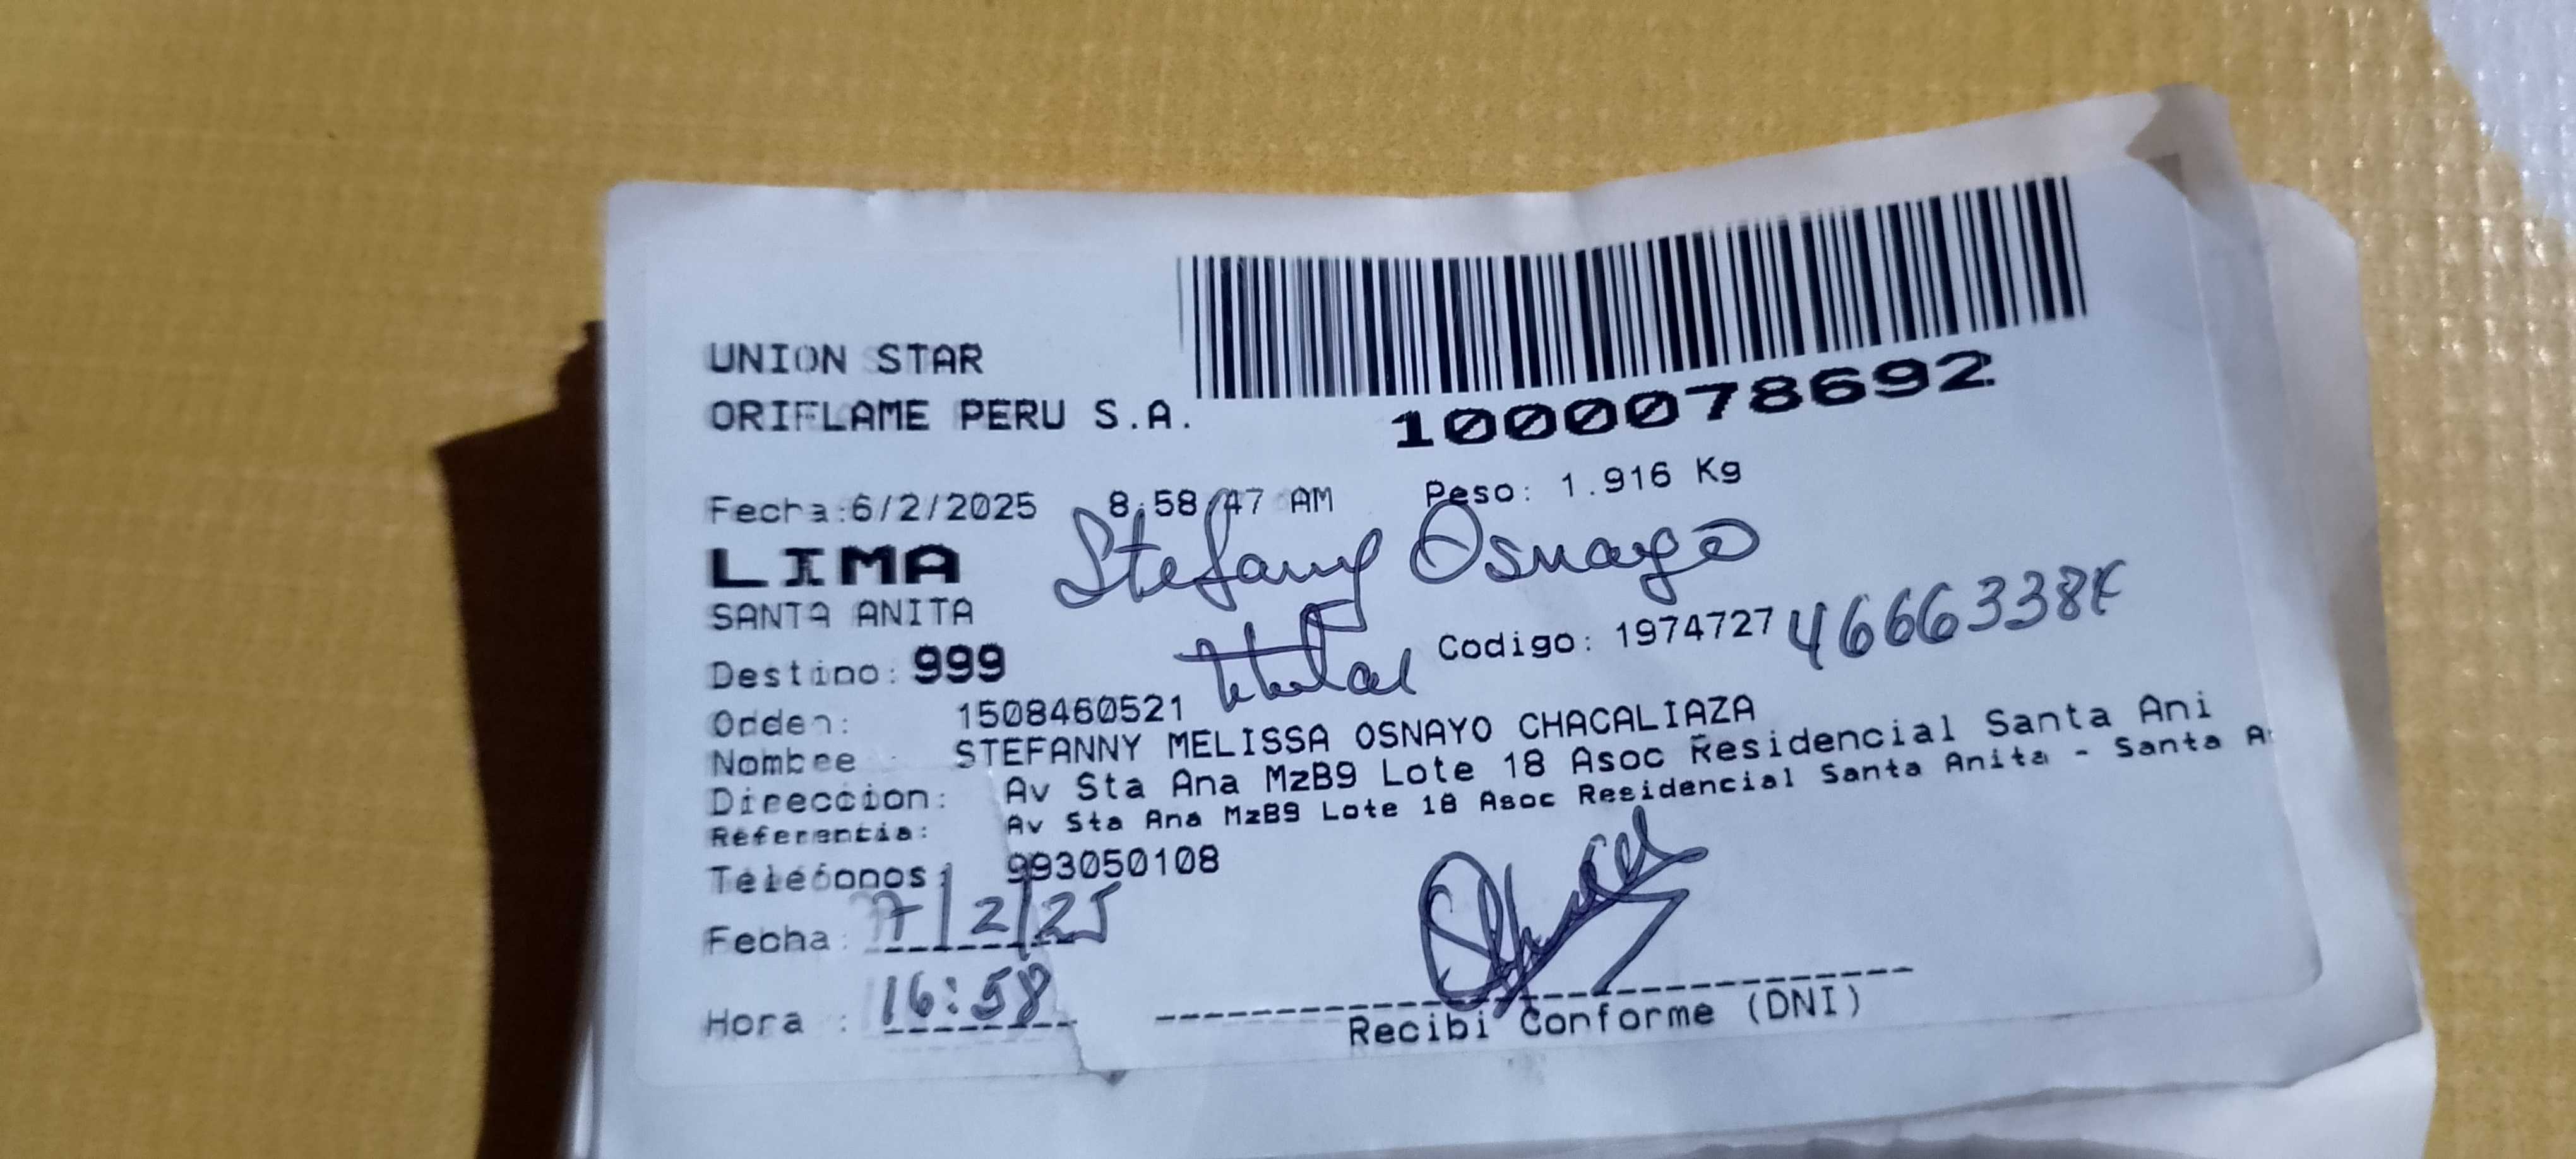 UNION STAR
ORIFLAME PERU S.A.
1000078692
Fecha:6/2/2025 8:58:47 AM Peso: 1.916 Kg
LIMA
Stefany Osnayo
SANTA ANITA
Destino: 999
titular Codigo: 1974727 4666338
Orden: 1508460521
Nombre : STEFANNY MELISSA OSNAYO CHACALIAZA
Direccion: Av Sta Ana MzB9 Lote 18 Asoc Residencial Santa Ani
Referencia: Av Sta Ana MzB9 Lote 18 Asoc Residencial Santa Anita - Santa A
Telefonos: 993050108
Fecha: 7/2/25
Hora : 16:58
Recibi Conforme (DNI)